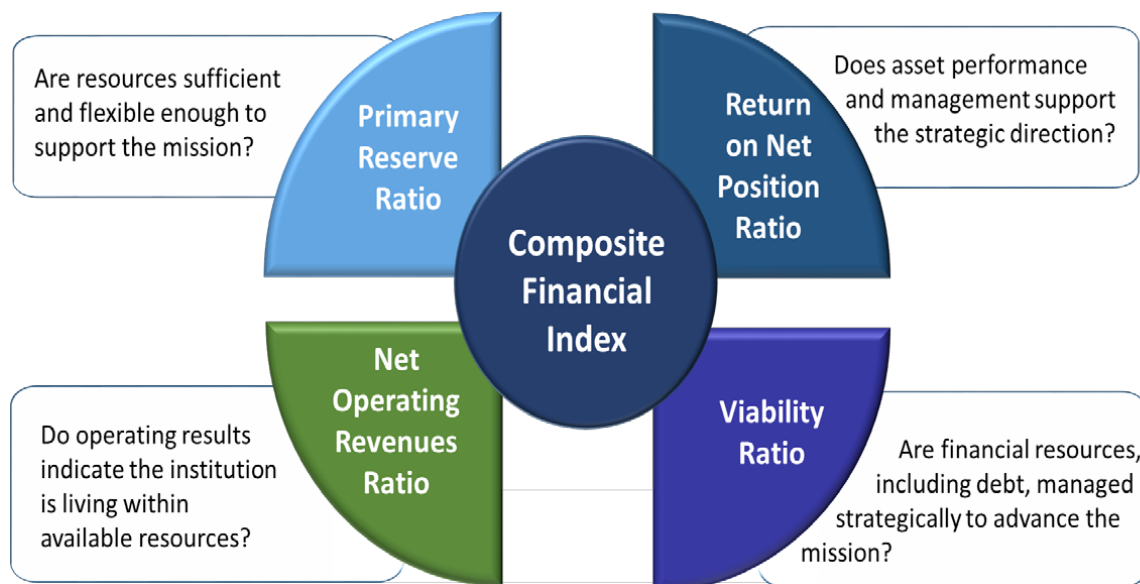 Are resources sufficient
and flexible enough to
support the mission?
Primary
Reserve
Ratio
Return
on Net
Position
Ratio
Does asset performance
and management support
the strategic direction?
Composite
Financial
Index
Do operating results
indicate the institution
is living within
available resources?
Net
Operating
Revenues
Ratio
Viability
Ratio
Are financial resources,
including debt, managed
strategically to advance the
mission?